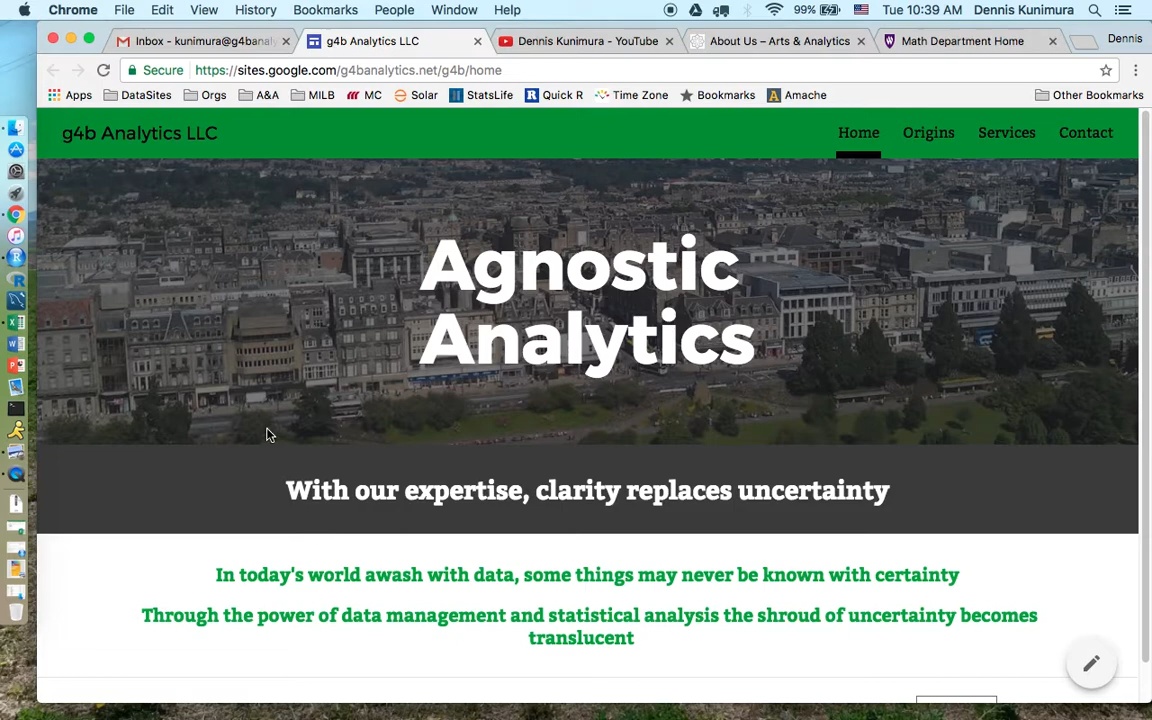 Chrome File Edit View History Bookmarks People Window Help 99% Tue 10:39 AM Dennis Kunimura
Inbox - kunimura@g4banaly g4b Analytics LLC Dennis Kunimura - YouTube About Us – Arts & Analytics Math Department Home Dennis
Secure https://sites.google.com/g4banalytics.net/g4b/home
Apps DataSites Orgs A&A MILB MC Solar StatsLife Quick R Time Zone Bookmarks Amache Other Bookmarks
g4b Analytics LLC Home Origins Services Contact
Agnostic
Analytics
With our expertise, clarity replaces uncertainty
In today's world awash with data, some things may never be known with certainty
Through the power of data management and statistical analysis the shroud of uncertainty becomes
translucent